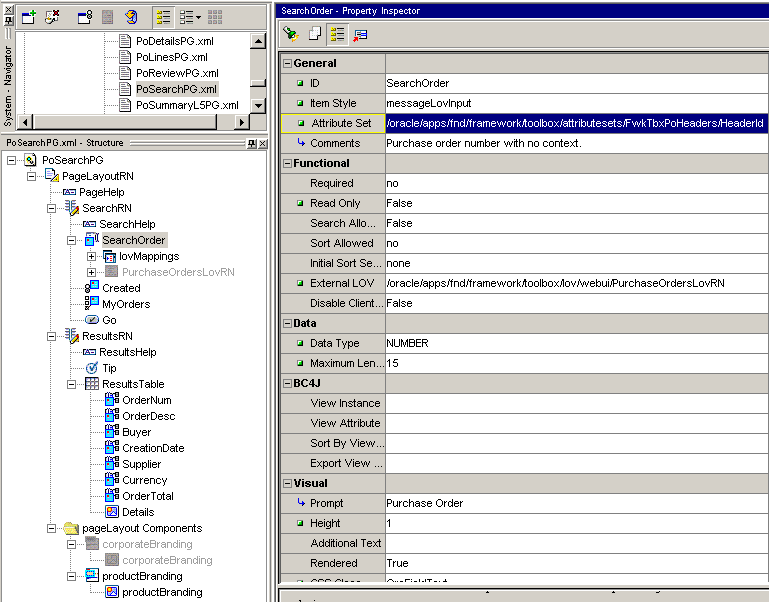 SearchOrder - Property Inspector
System - Navigator
PoDetailsPG.xml
PoLinesPG.xml
PoReviewPG.xml
PoSearchPG.xml
PoSummaryL5PG.xml
PoSearchPG.xml - Structure
PoSearchPG
PageLayoutRN
PageHelp
SearchRN
SearchHelp
SearchOrder
lovMappings
PurchaseOrdersLovRN
Created
MyOrders
Go
ResultsRN
ResultsHelp
Tip
ResultsTable
OrderNum
OrderDesc
Buyer
CreationDate
Supplier
Currency
OrderTotal
Details
pageLayout Components
corporateBranding
corporateBranding
productBranding
productBranding
General
ID SearchOrder
Item Style messageLovInput
Attribute Set /oracle/apps/fnd/framework/toolbox/attributesets/FwkTbxPoHeaders/HeaderId
Comments Purchase order number with no context.
Functional
Required no
Read Only False
Search Allo... False
Sort Allowed no
Initial Sort Se... none
External LOV /oracle/apps/fnd/framework/toolbox/lov/webui/PurchaseOrdersLovRN
Disable Client... False
Data
Data Type NUMBER
Maximum Len... 15
BC4J
View Instance
View Attribute
Sort By View...
Export View ...
Visual
Prompt Purchase Order
Height 1
Additional Text
Rendered True
CSS Class OraFieldText